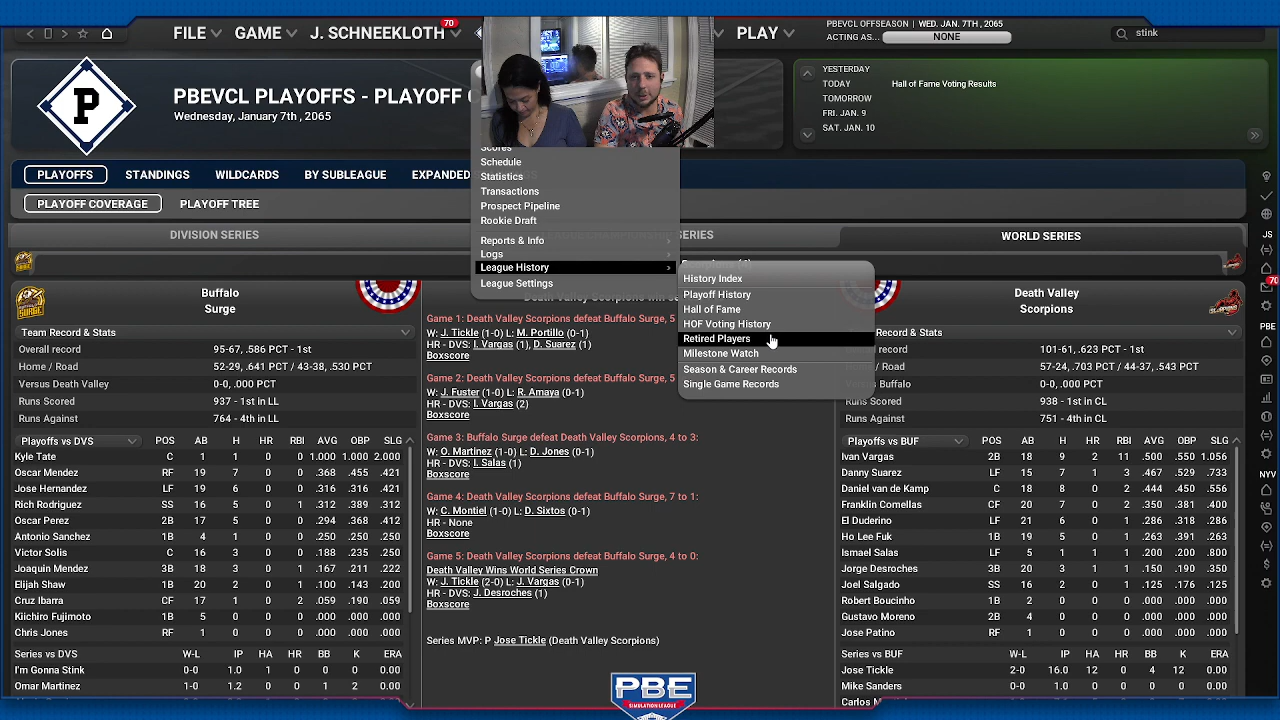 FILE GAME J. SCHNEEKLOTH 70 PLAY
PBEVCL OFFSEASON | WED. JAN. 7TH , 2065
ACTING AS... NONE
stink
P
PBEVCL PLAYOFFS - PLAYOFF
Wednesday, January 7th , 2065
YESTERDAY
TODAY Hall of Fame Voting Results
TOMORROW
FRI. JAN. 9
SAT. JAN. 10
PLAYOFFS STANDINGS WILDCARDS BY SUBLEAGUE EXPANDED
PLAYOFF COVERAGE PLAYOFF TREE
DIVISION SERIES SERIES WORLD SERIES
Scores
Schedule
Statistics
Transactions
Prospect Pipeline
Rookie Draft
Reports & Info
Logs
League History
League Settings
History Index
Playoff History
Hall of Fame
HOF Voting History
Retired Players
Milestone Watch
Season & Career Records
Single Game Records
Buffalo
Surge
Team Record & Stats
Overall record 95-67, .586 PCT - 1st
Home / Road 52-29, .641 PCT / 43-38, .530 PCT
Versus Death Valley 0-0, .000 PCT
Runs Scored 937 - 1st in LL
Runs Against 764 - 4th in LL
Playoffs vs DVS POS AB H HR RBI AVG OBP SLG
Kyle Tate C 1 1 0 0 1.000 1.000 2.000
Oscar Mendez RF 19 7 0 0 .368 .455 .421
Jose Hernandez LF 19 6 0 0 .316 .316 .421
Rich Rodriguez SS 16 5 0 1 .312 .389 .312
Oscar Perez 2B 17 5 0 0 .294 .368 .412
Antonio Sanchez 1B 4 1 0 0 .250 .250 .250
Victor Solis C 16 3 0 0 .188 .235 .250
Joaquin Mendez 3B 18 3 0 1 .167 .211 .222
Elijah Shaw 1B 20 2 0 1 .100 .143 .200
Cruz Ibarra CF 17 1 0 2 .059 .190 .059
Kiichiro Fujimoto 1B 5 0 0 0 .000 .000 .000
Chris Jones RF 1 0 0 0 .000 .000 .000
Series vs DVS W-L IP HA HR BB K ERA
I'm Gonna Stink 0-0 1.0 1 0 0 0 0.00
Omar Martinez 1-0 1.2 0 0 1 2 0.00
Game 1: Death Valley Scorpions defeat Buffalo Surge, 5
W: J. Tickle (1-0) L: M. Portillo (0-1)
HR - DVS: I. Vargas (1), D. Suarez (1)
Boxscore
Game 2: Death Valley Scorpions defeat Buffalo Surge, 5
W: J. Fuster (1-0) L: R. Amaya (0-1)
HR - DVS: I. Vargas (2)
Boxscore
Game 3: Buffalo Surge defeat Death Valley Scorpions, 4 to 3:
W: O. Martinez (1-0) L: D. Jones (0-1)
HR - DVS: I. Salas (1)
Boxscore
Game 4: Death Valley Scorpions defeat Buffalo Surge, 7 to 1:
W: C. Montiel (1-0) L: D. Sixtos (0-1)
HR - None
Boxscore
Game 5: Death Valley Scorpions defeat Buffalo Surge, 4 to 0:
Death Valley Wins World Series Crown
W: J. Tickle (2-0) L: J. Vargas (0-1)
HR - DVS: J. Desroches (1)
Boxscore
Series MVP: P Jose Tickle (Death Valley Scorpions)
PBE
SIMULATION LEAGUE
Death Valley
Scorpions
Record & Stats
record 101-61, .623 PCT - 1st
/ Road 57-24, .703 PCT / 44-37, .543 PCT
Versus Buffalo 0-0, .000 PCT
Runs Scored 938 - 1st in CL
Runs Against 751 - 4th in CL
Playoffs vs BUF POS AB H HR RBI AVG OBP SLG
Ivan Vargas 2B 18 9 2 11 .500 .550 1.056
Danny Suarez LF 15 7 1 3 .467 .529 .733
Daniel van de Kamp C 18 8 0 2 .444 .450 .556
Franklin Comellas CF 20 7 0 2 .350 .381 .400
El Duderino LF 21 6 0 1 .286 .318 .286
Ho Lee Fuk 1B 19 5 0 1 .263 .391 .263
Ismael Salas LF 5 1 1 1 .200 .200 .800
Jorge Desroches 3B 20 3 1 1 .150 .190 .350
Joel Salgado SS 16 2 0 1 .125 .176 .125
Robert Boucinho 1B 2 0 0 0 .000 .000 .000
Gustavo Moreno 2B 4 0 0 0 .000 .000 .000
Jose Patino RF 1 0 0 0 .000 .000 .000
Series vs BUF W-L IP HA HR BB K ERA
Jose Tickle 2-0 16.0 12 0 4 12 0.00
Mike Sanders 0-0 1.0 0 0 0 0 0.00
JS
70
PBE
NYV